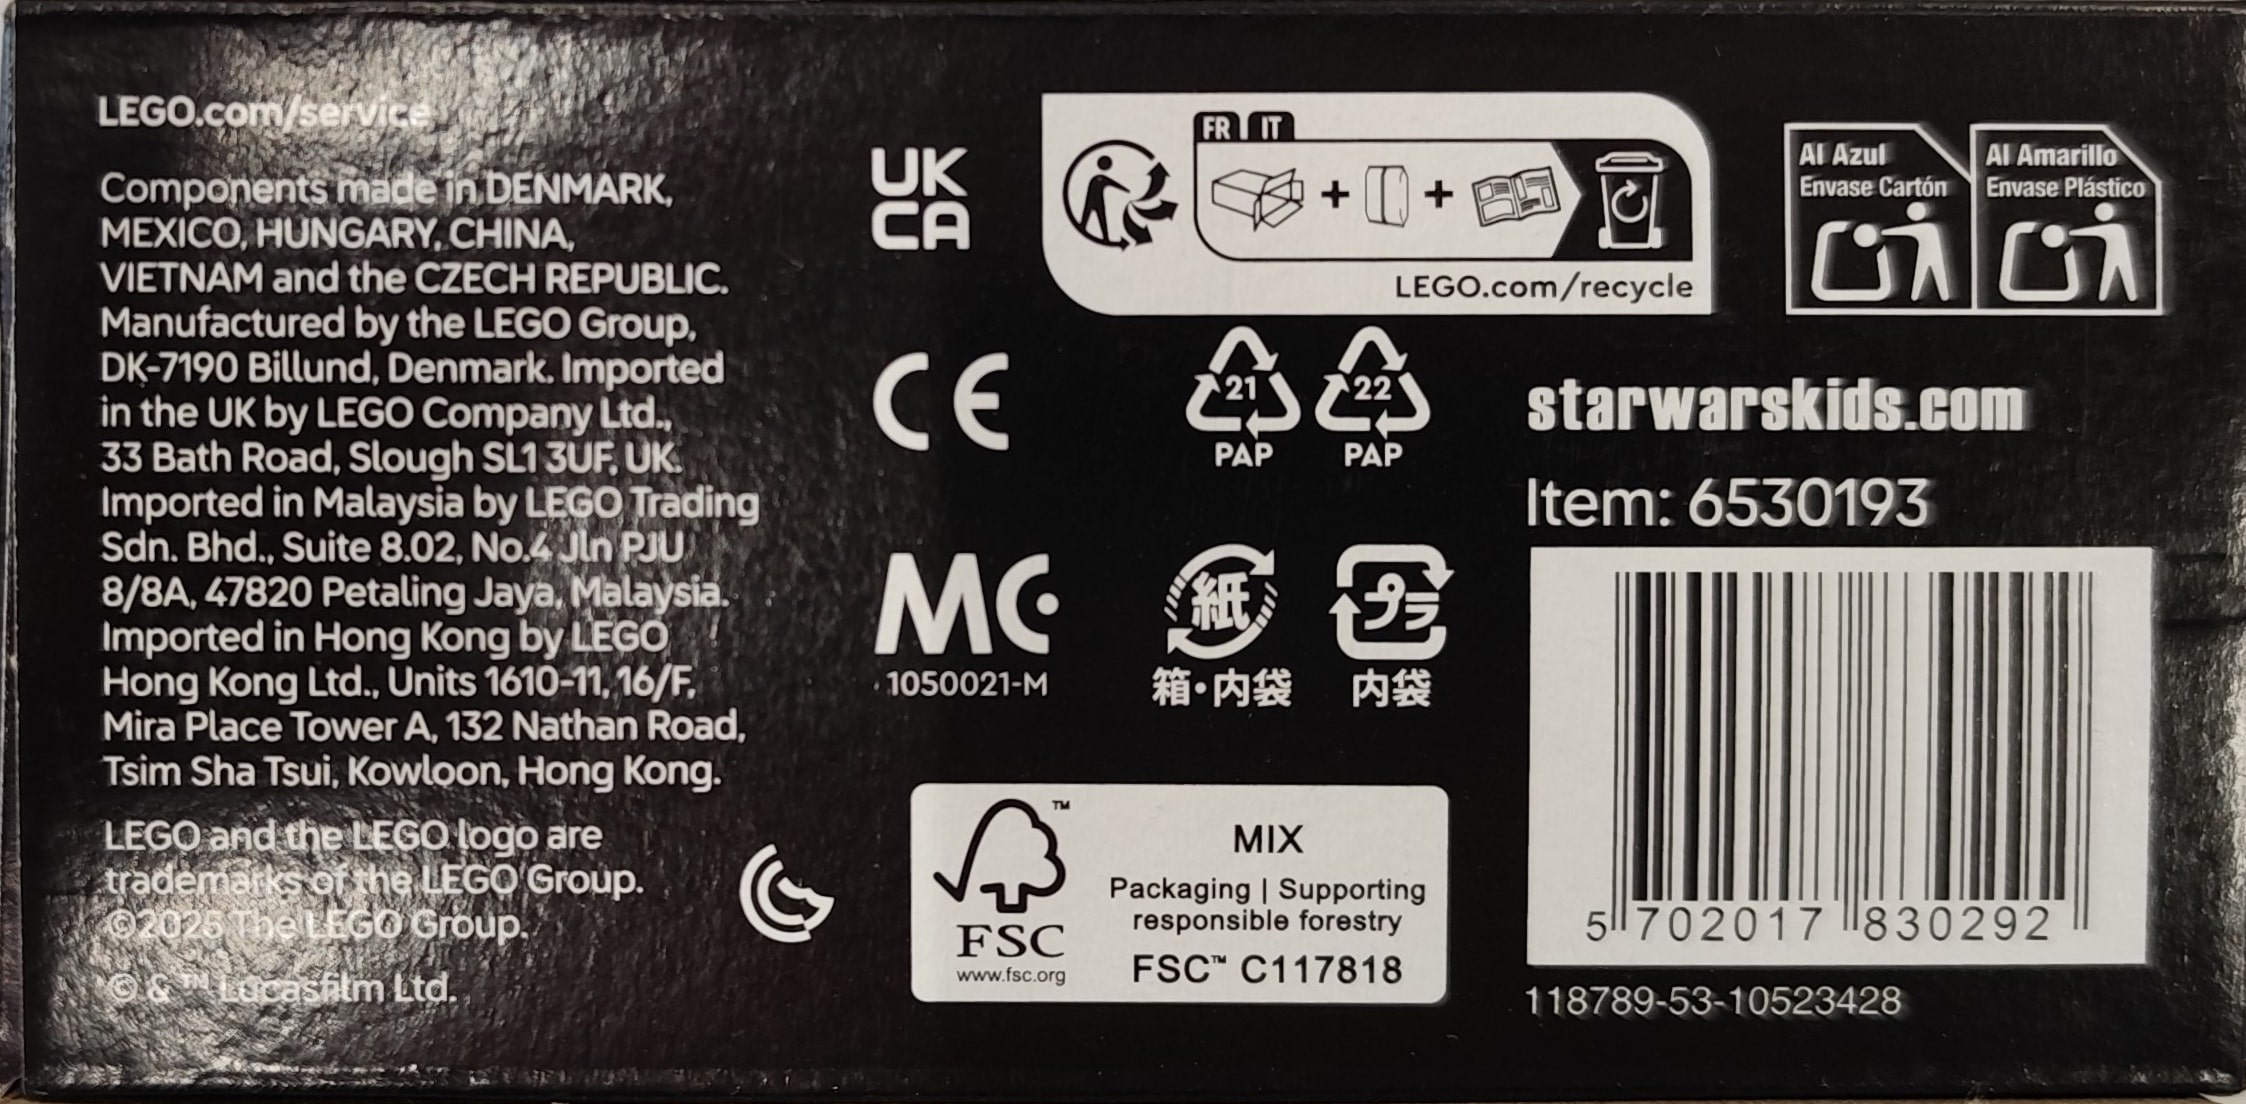 LEGO.com/service
Components made in DENMARK,
MEXICO, HUNGARY, CHINA,
VIETNAM and the CZECH REPUBLIC.
Manufactured by the LEGO Group,
DK-7190 Billund, Denmark. Imported
in the UK by LEGO Company Ltd.,
33 Bath Road, Slough SL1 3UF, UK.
Imported in Malaysia by LEGO Trading
Sdn. Bhd., Suite 8.02, No.4 Jln PJU
8/8A, 47820 Petaling Jaya, Malaysia.
Imported in Hong Kong by LEGO
Hong Kong Ltd., Units 1610-11, 16/F,
Mira Place Tower A, 132 Nathan Road,
Tsim Sha Tsui, Kowloon, Hong Kong.
LEGO and the LEGO logo are
trademarks of the LEGO Group.
©2025 The LEGO Group.
© & ™ Lucasfilm Ltd.
UK
CA
CE
MC
1050021-M
FR IT
+ +
LEGO.com/recycle
21
PAP
22
PAP
紙
箱・内袋
プラ
内袋
™
FSC
www.fsc.org
MIX
Packaging | Supporting
responsible forestry
FSC™ C117818
Al Azul
Envase Cartón
Al Amarillo
Envase Plástico
starwarskids.com
Item: 6530193
5 702017 830292
118789-53-10523428